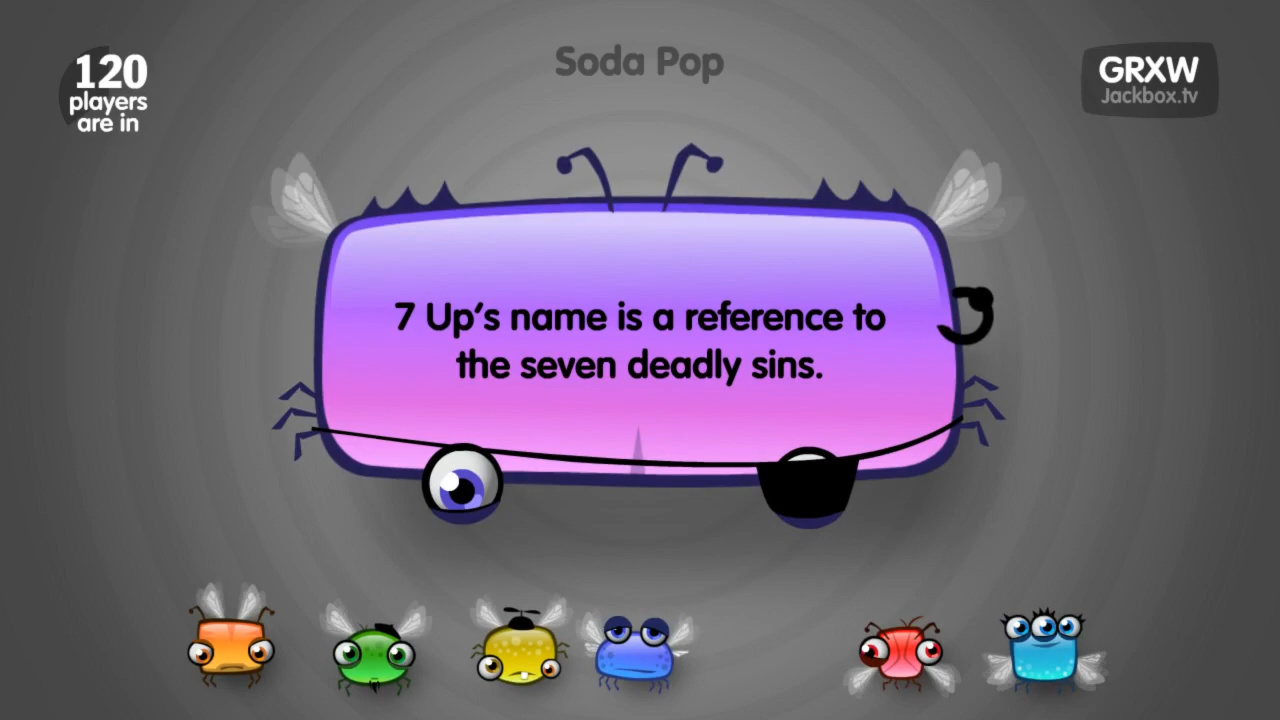 120
players
are in
Soda Pop
GRXW
Jackbox.tv
7 Up's name is a reference to
the seven deadly sins.